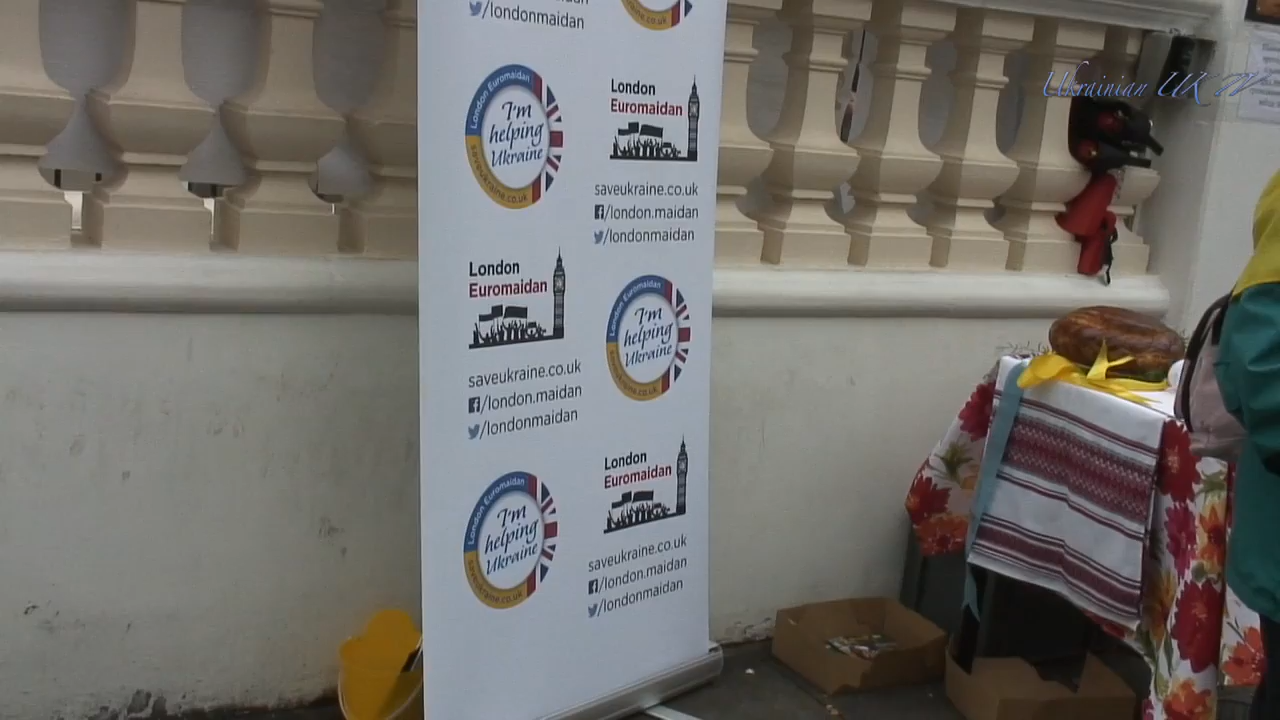 /londonmaidan
Ukrainian UK TV
London Euromaidan
I'm
helping
Ukraine
saveukraine.co.uk
London
Euromaidan
saveukraine.co.uk
/london.maidan
/londonmaidan
London
Euromaidan
saveukraine.co.uk
/london.maidan
/londonmaidan
London Euromaidan
I'm
helping
Ukraine
saveukraine.co.uk
London Euromaidan
I'm
helping
Ukraine
saveukraine.co.uk
London
Euromaidan
saveukraine.co.uk
/london.maidan
/londonmaidan